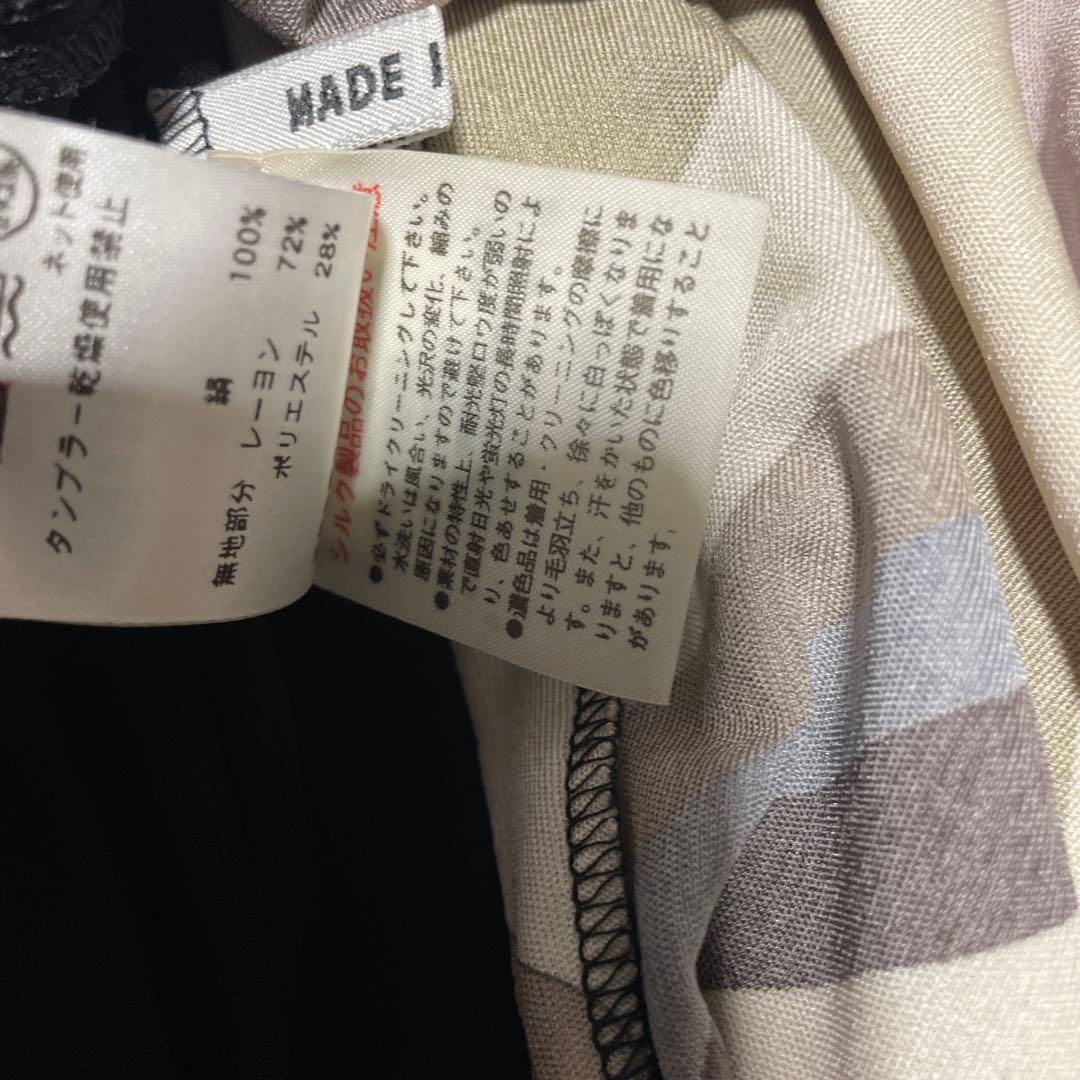 MADE
ネット使用
タンブラー乾燥使用禁止
絹 100%
無地部分 レーヨン 72%
ポリエステル 28%
シルク製品のお取扱い注意
●必ずドライクリーニングして下さい。
水洗いは風合い、光沢の変化、縮みの
原因になりますので避けて下さい。
●素材の特性上、耐光堅ロウ度が弱いの
で直射日光や蛍光灯の長時間照射によ
り、色あせすることがあります。
●濃色品は着用・クリーニングの摩擦に
より毛羽立ち、徐々に白っぽくなりま
す。また、汗をかいた状態で着用にな
りますと、他のものに色移りすること
があります。